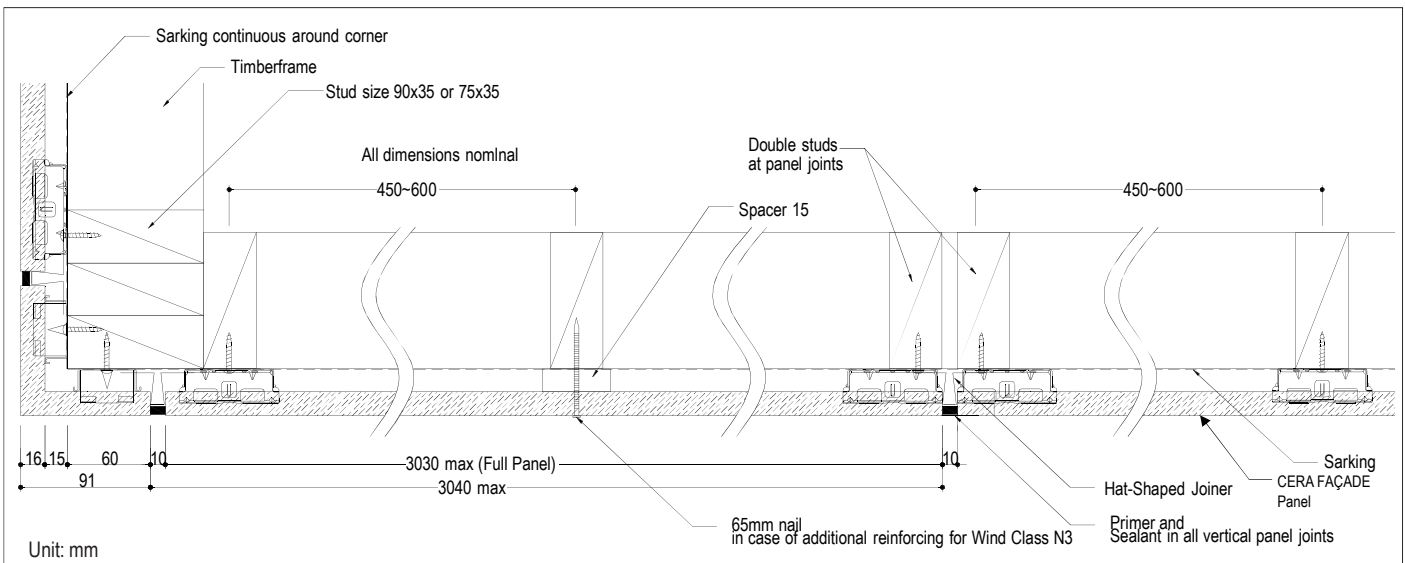 Sarking continuous around corner
Timberframe
Stud size 90x35 or 75x35
All dimensions nomlnal
Double studs
at panel joints
450~600
450~600
Spacer 15
16
15
60
10
3030 max (Full Panel)
10
91
3040 max
Sarking
CERA FAÇADE
Panel
Hat-Shaped Joiner
65mm nail
in case of additional reinforcing for Wind Class N3
Primer and
Sealant in all vertical panel joints
Unit: mm